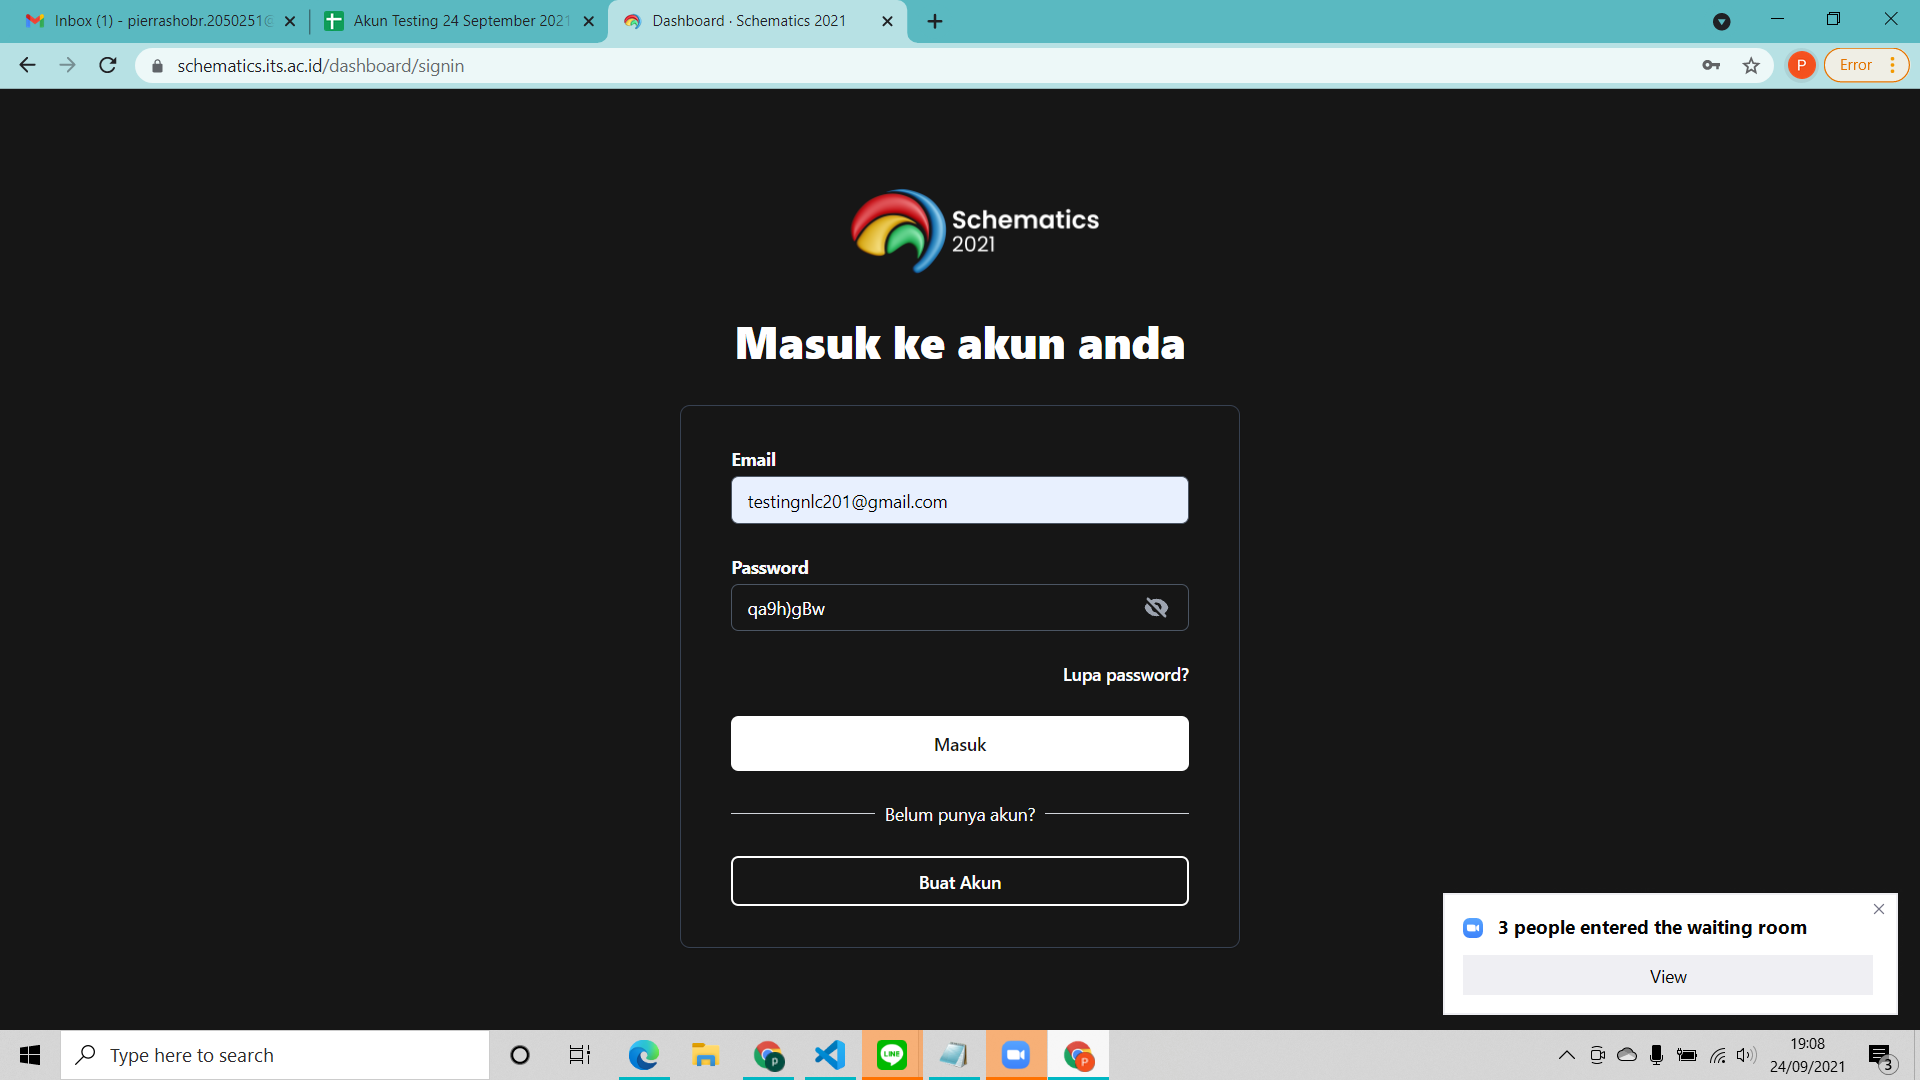 Inbox (1) - pierrashobr.2050251@
Akun Testing 24 September 2021
Dashboard · Schematics 2021
schematics.its.ac.id/dashboard/signin
P
Error
Schematics
2021
Masuk ke akun anda
Email
testingnlc201@gmail.com
Password
qa9h)gBw
Lupa password?
Masuk
Belum punya akun?
Buat Akun
3 people entered the waiting room
View
Type here to search
P
LINE
P
19:08
24/09/2021
3